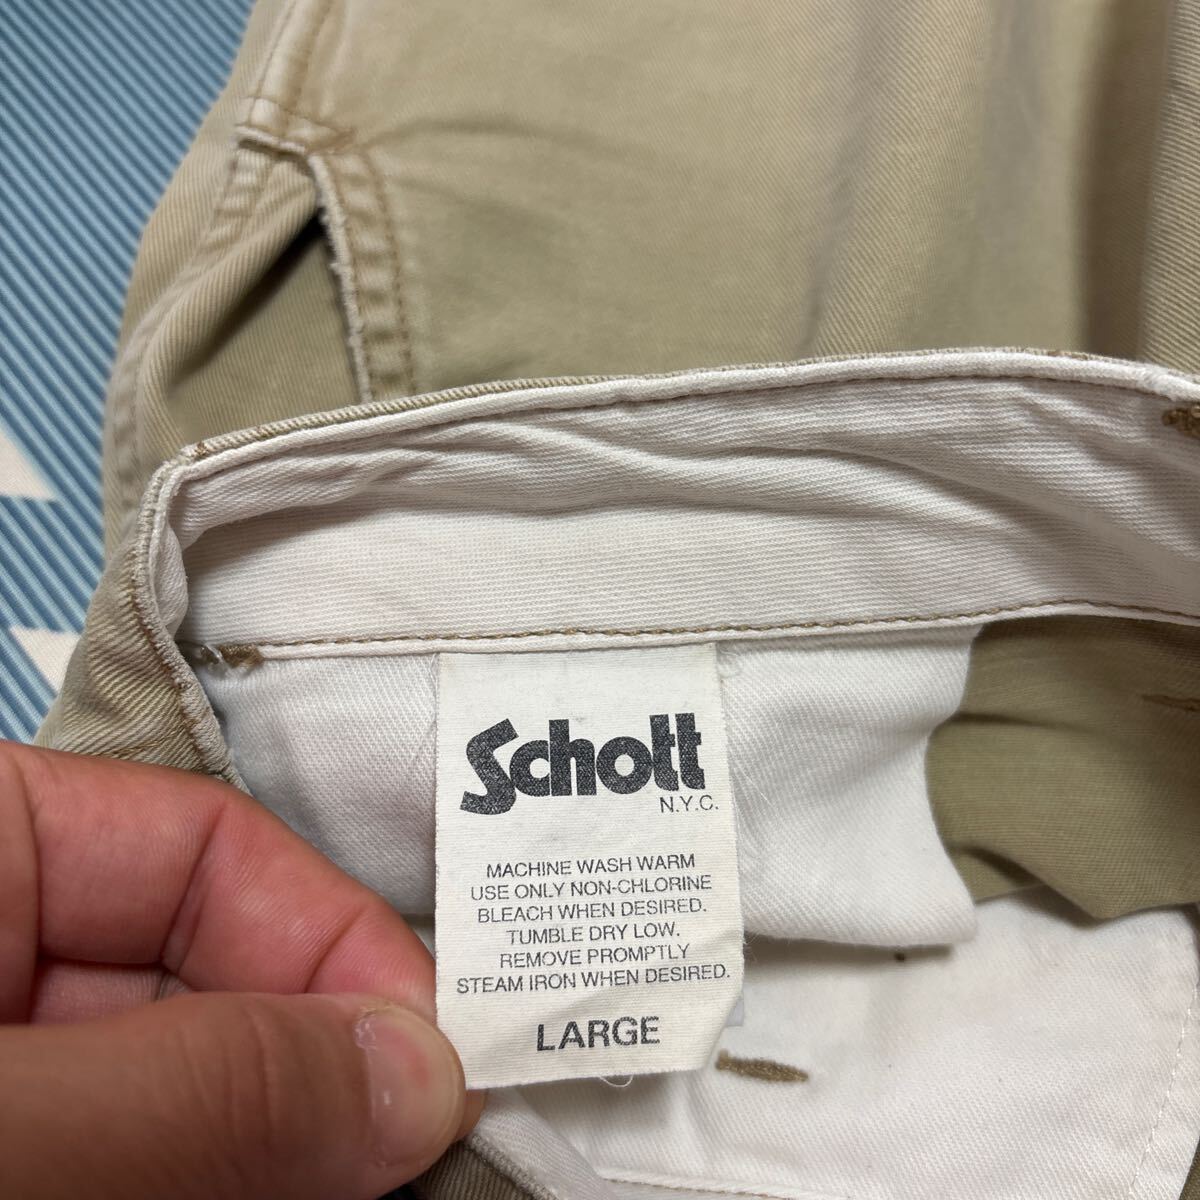 Schott
N.Y.C.
MACHINE WASH WARM
USE ONLY NON-CHLORINE
BLEACH WHEN DESIRED.
TUMBLE DRY LOW.
REMOVE PROMPTLY
STEAM IRON WHEN DESIRED.
LARGE